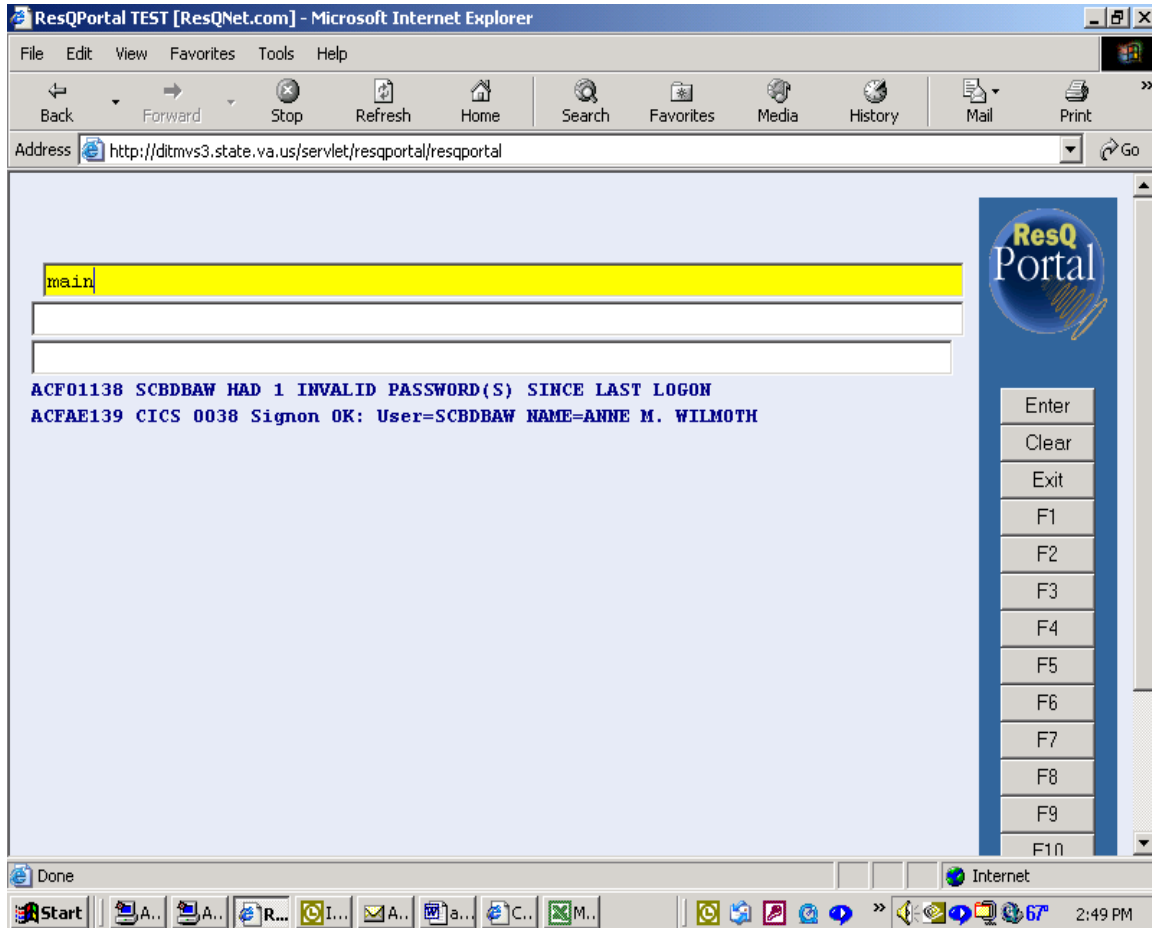 ResQPortal TEST [ResQNet.com] - Microsoft Internet Explorer
File Edit View Favorites Tools Help
Back Forward Stop Refresh Home Search Favorites Media History Mail Print
Address http://ditmvs3.state.va.us/servlet/resqportal/resqportal Go
ResQ
Portal
main
ACF01138 SCBDBAW HAD 1 INVALID PASSWORD(S) SINCE LAST LOGON
ACFAE139 CICS 0038 Signon OK: User=SCBDBAW NAME=ANNE M. WILMOTH
Enter
Clear
Exit
F1
F2
F3
F4
F5
F6
F7
F8
F9
F10
Done Internet
Start A.. A.. R... I... A.. a... C.. M.. 67° 2:49 PM